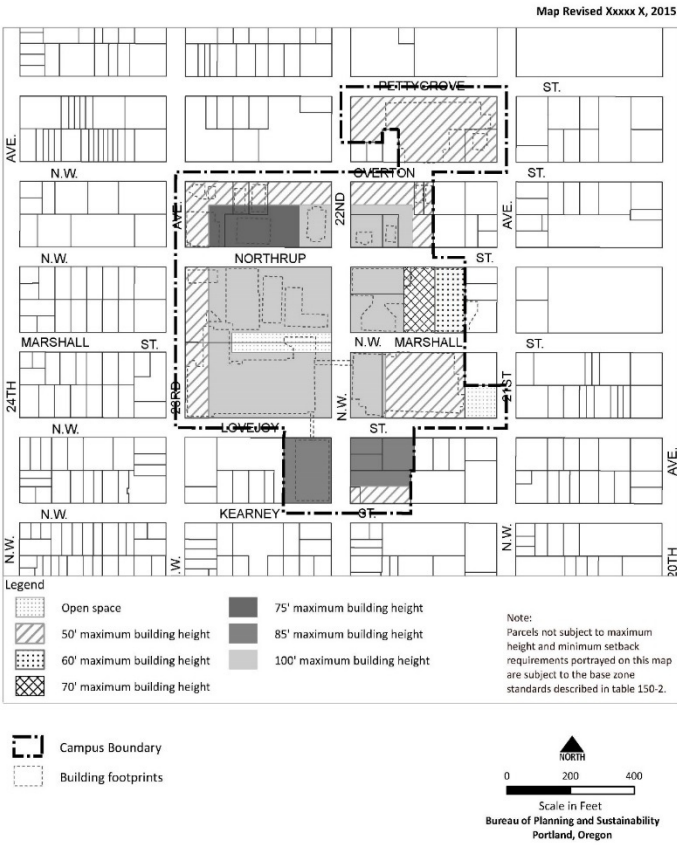 Map Revised Xxxxx X, 2015
PETTYGROVE ST.
AVE.
N.W. OVERTON ST.
AVE. 22ND AVE.
N.W. NORTHRUP ST.
MARSHALL ST. N.W. MARSHALL ST.
24TH 23RD N.W. 21ST
N.W. LOVEJOY ST.
AVE.
N.W. KEARNEY ST.
N.W. .W. N.W. 20TH
Legend
Open space
50' maximum building height
60' maximum building height
70' maximum building height
75' maximum building height
85' maximum building height
100' maximum building height
Note:
Parcels not subject to maximum
height and minimum setback
requirements portrayed on this map
are subject to the base zone
standards described in table 150-2.
Campus Boundary
Building footprints
NORTH
0 200 400
Scale in Feet
Bureau of Planning and Sustainability
Portland, Oregon